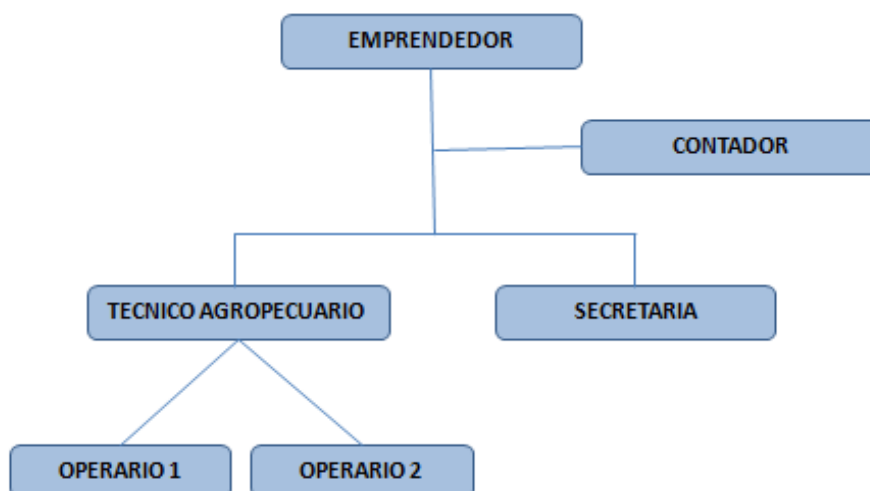 EMPRENDEDOR
CONTADOR
TECNICO AGROPECUARIO
SECRETARIA
OPERARIO 1
OPERARIO 2